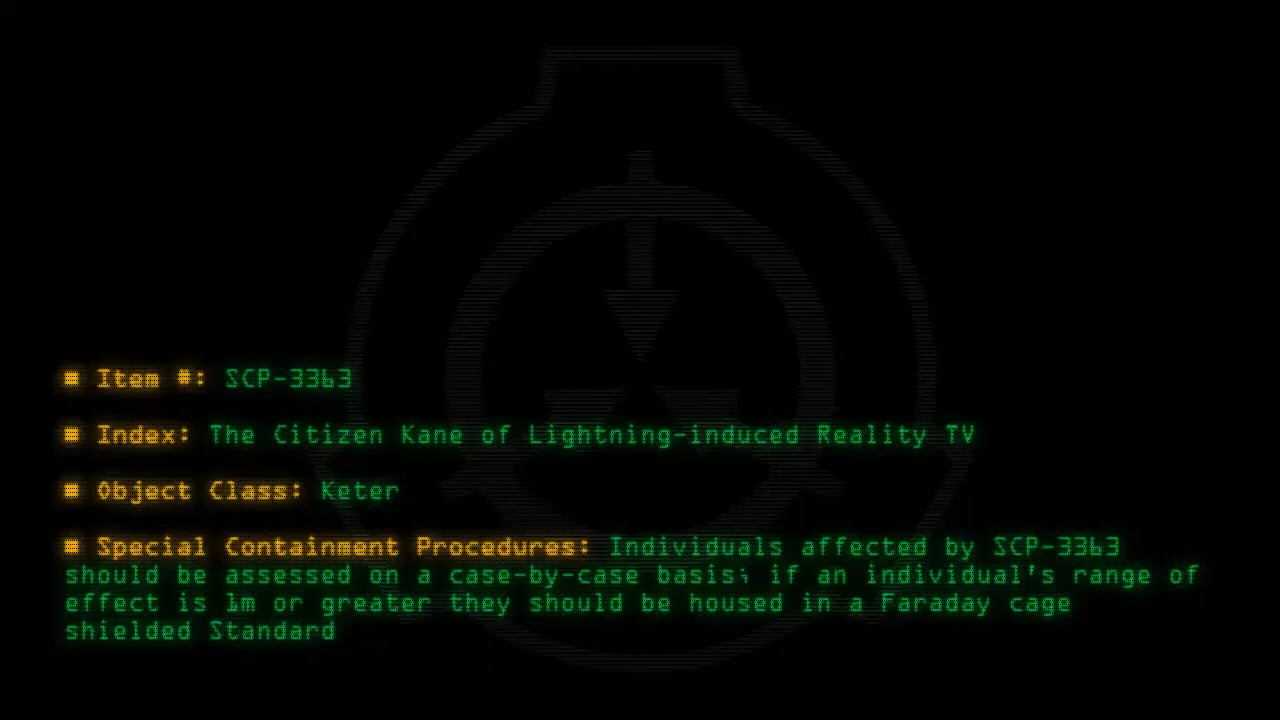 ■ Item #: SCP-3363
■ Index: The Citizen Kane of Lightning-induced Reality TV
■ Object Class: Keter
■ Special Containment Procedures: Individuals affected by SCP-3363
should be assessed on a case-by-case basis; if an individual's range of
effect is 1m or greater they should be housed in a Faraday cage
shielded Standard